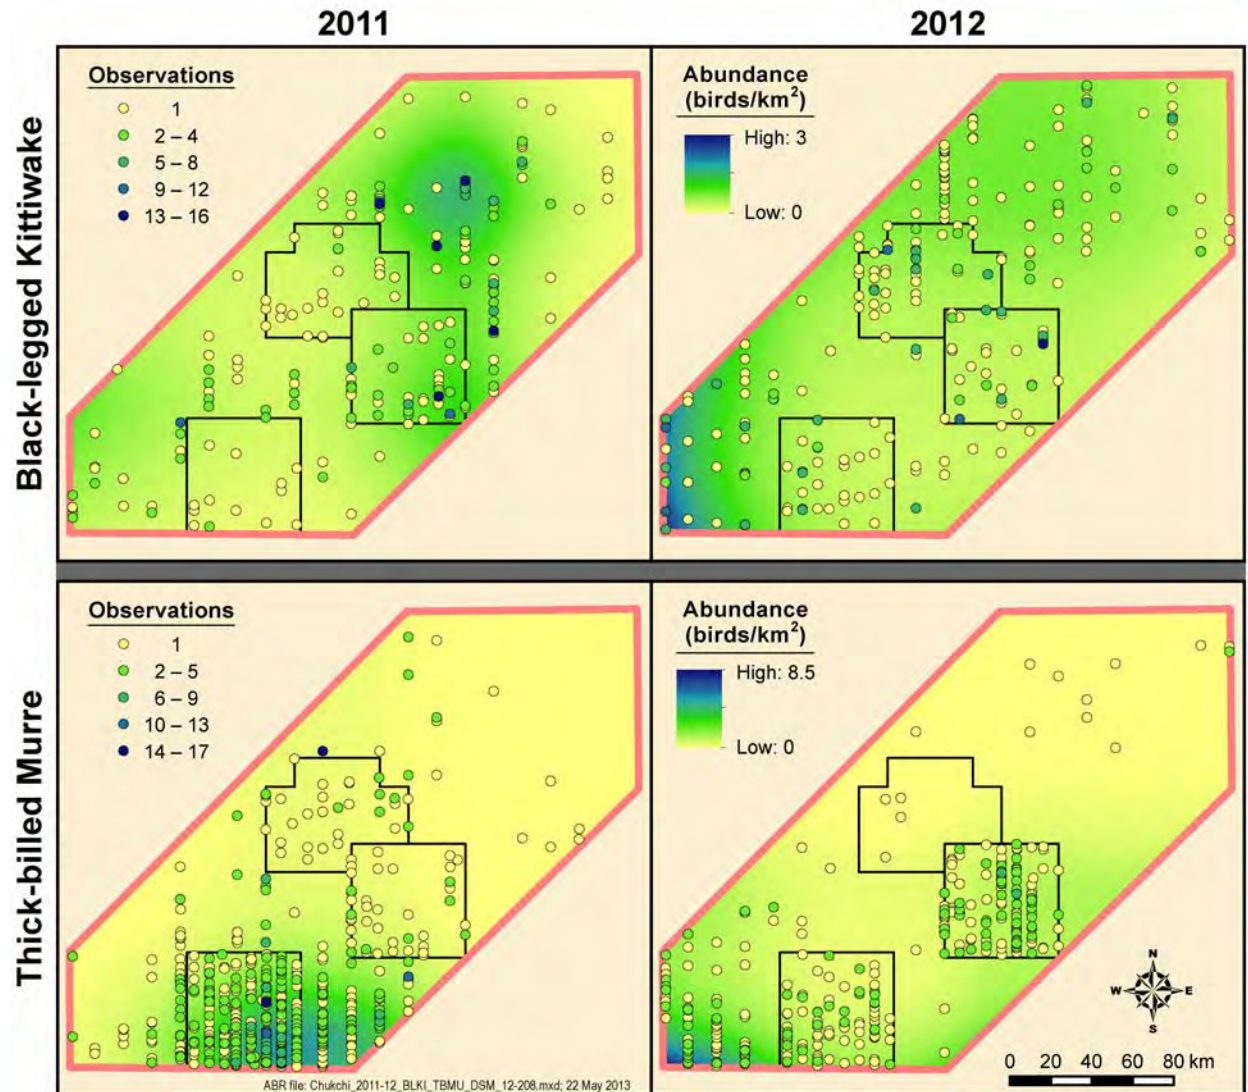 2011
2012
Black-legged Kittiwake
Observations
1
2 – 4
5 – 8
9 – 12
13 – 16
Abundance
(birds/km²)
High: 3
Low: 0
Thick-billed Murre
Observations
1
2 – 5
6 – 9
10 – 13
14 – 17
ABR file: Chukchi_2011-12_BLKI_TBMU_DSM_12-208.mxd; 22 May 2013
Abundance
(birds/km²)
High: 8.5
Low: 0
N
W
E
S
0 20 40 60 80 km